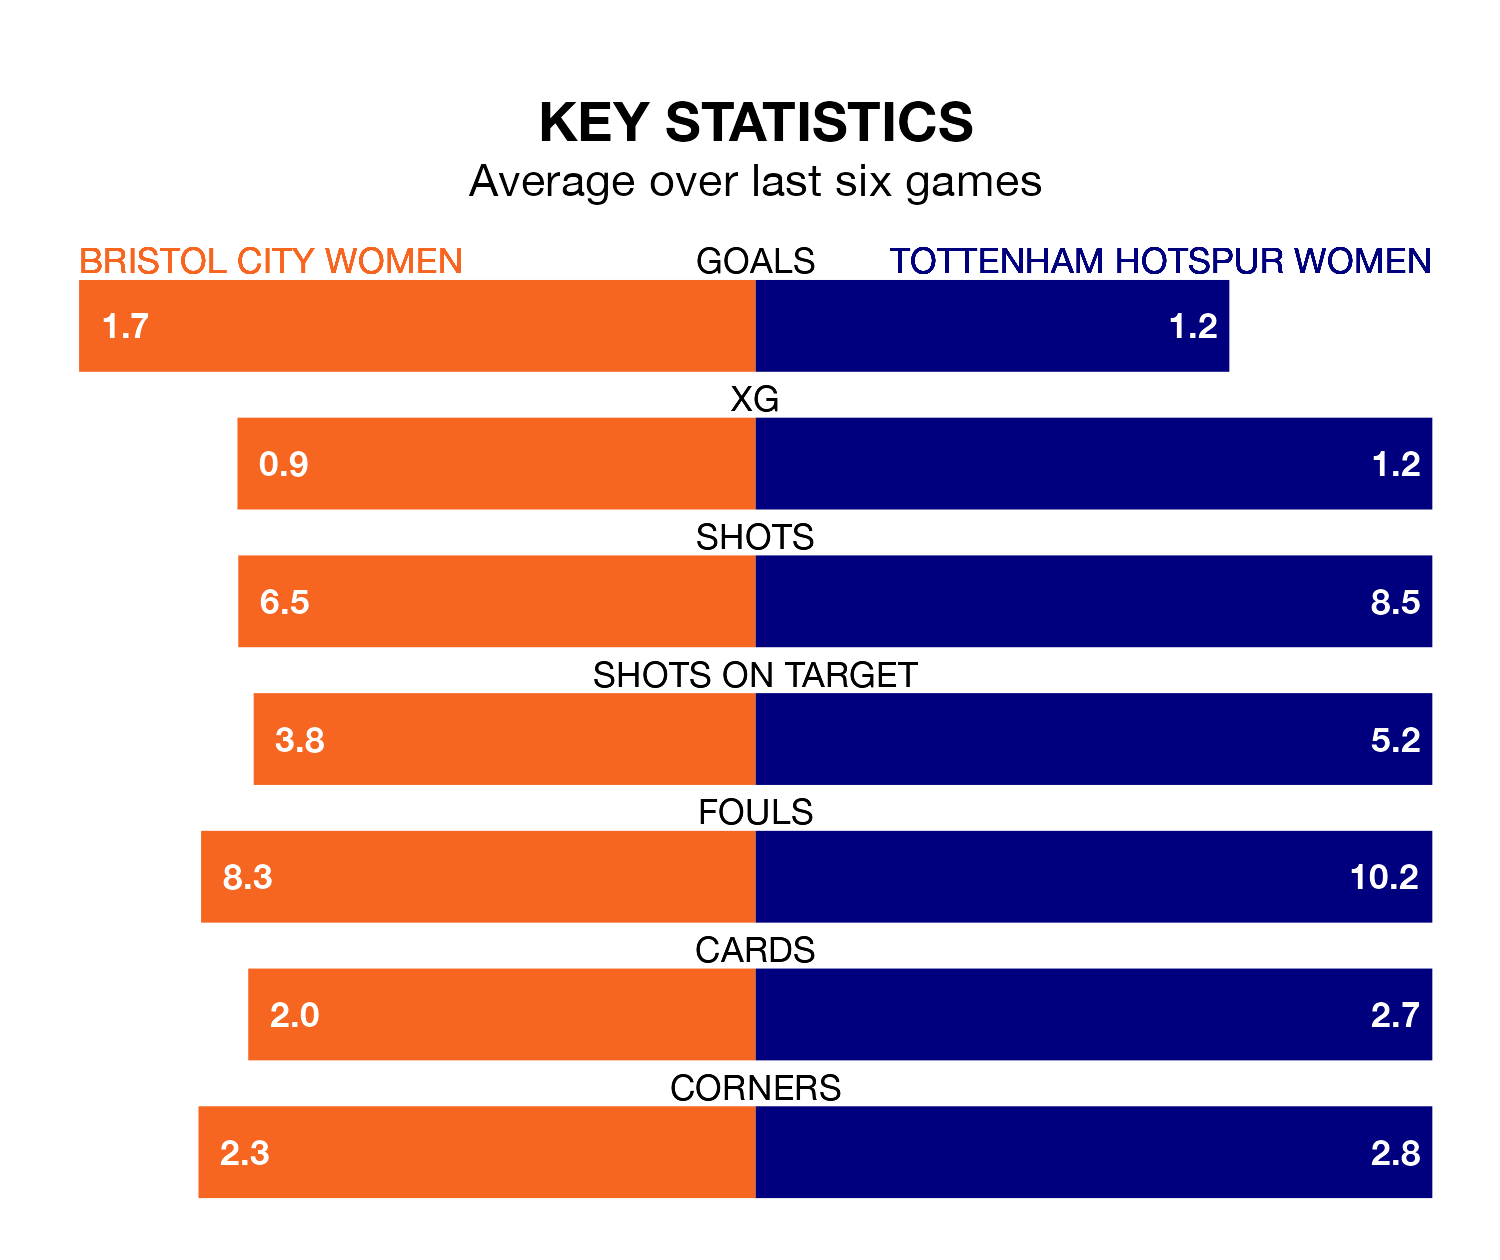 KEY STATISTICS
Average over last six games
BRISTOL CITY WOMEN GOALS TOTTENHAM HOTSPUR WOMEN
1.7 1.2
XG
0.9 1.2
SHOTS
6.5 8.5
SHOTS ON TARGET
3.8 5.2
FOULS
8.3 10.2
CARDS
2.0 2.7
CORNERS
2.3 2.8